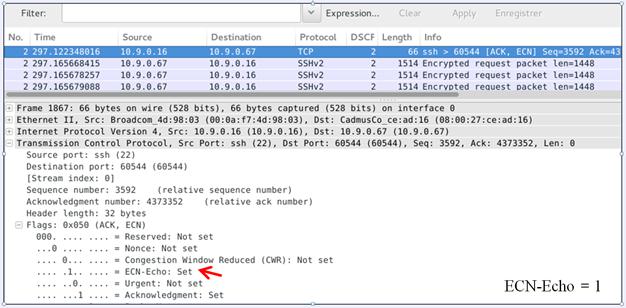 Filter: Expression... Clear Apply Enregistrer
No. Time Source Destination Protocol DSCF Length Info
2 297.122348016 10.9.0.16 10.9.0.67 TCP 2 66 ssh > 60544 [ACK, ECN] Seq=3592 Ack=43
2 297.165668415 10.9.0.67 10.9.0.16 SSHv2 2 1514 Encrypted request packet len=1448
2 297.165678257 10.9.0.67 10.9.0.16 SSHv2 2 1514 Encrypted request packet len=1448
2 297.165679088 10.9.0.67 10.9.0.16 SSHv2 2 1514 Encrypted request packet len=1448
Frame 1867: 66 bytes on wire (528 bits), 66 bytes captured (528 bits) on interface 0
Ethernet II, Src: Broadcom_4d:98:03 (00:0a:f7:4d:98:03), Dst: CadmusCo_ce:ad:16 (08:00:27:ce:ad:16)
Internet Protocol Version 4, Src: 10.9.0.16 (10.9.0.16), Dst: 10.9.0.67 (10.9.0.67)
Transmission Control Protocol, Src Port: ssh (22), Dst Port: 60544 (60544), Seq: 3592, Ack: 4373352, Len: 0
Source port: ssh (22)
Destination port: 60544 (60544)
[Stream index: 0]
Sequence number: 3592 (relative sequence number)
Acknowledgment number: 4373352 (relative ack number)
Header length: 32 bytes
Flags: 0x050 (ACK, ECN)
000. .... .... = Reserved: Not set
...0 .... .... = Nonce: Not set
.... 0... .... = Congestion Window Reduced (CWR): Not set
.... .1.. .... = ECN-Echo: Set
.... ..0. .... = Urgent: Not set
.... ...1 .... = Acknowledgment: Set
ECN-Echo = 1